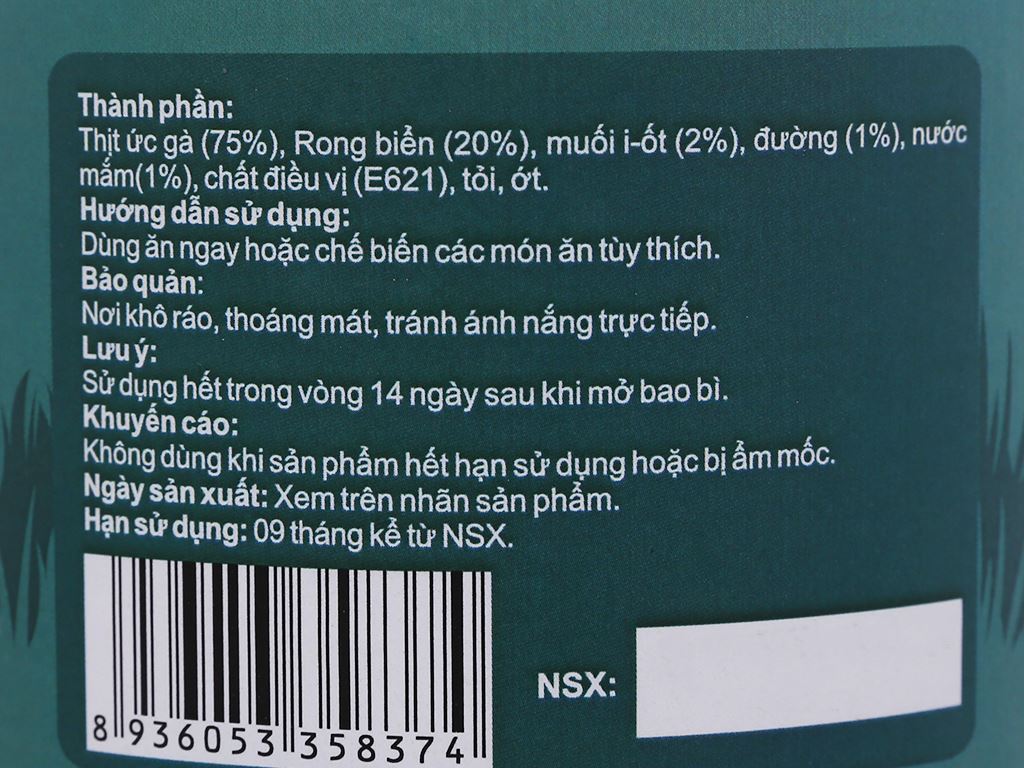 Thành phần:
Thịt ức gà (75%), Rong biển (20%), muối i-ốt (2%), đường (1%), nước
mắm(1%), chất điều vị (E621), tỏi, ớt.
Hướng dẫn sử dụng:
Dùng ăn ngay hoặc chế biến các món ăn tùy thích.
Bảo quản:
Nơi khô ráo, thoáng mát, tránh ánh nắng trực tiếp.
Lưu ý:
Sử dụng hết trong vòng 14 ngày sau khi mở bao bì.
Khuyến cáo:
Không dùng khi sản phẩm hết hạn sử dụng hoặc bị ẩm mốc.
Ngày sản xuất: Xem trên nhãn sản phẩm.
Hạn sử dụng: 09 tháng kể từ NSX.
NSX:
8 936053 358374